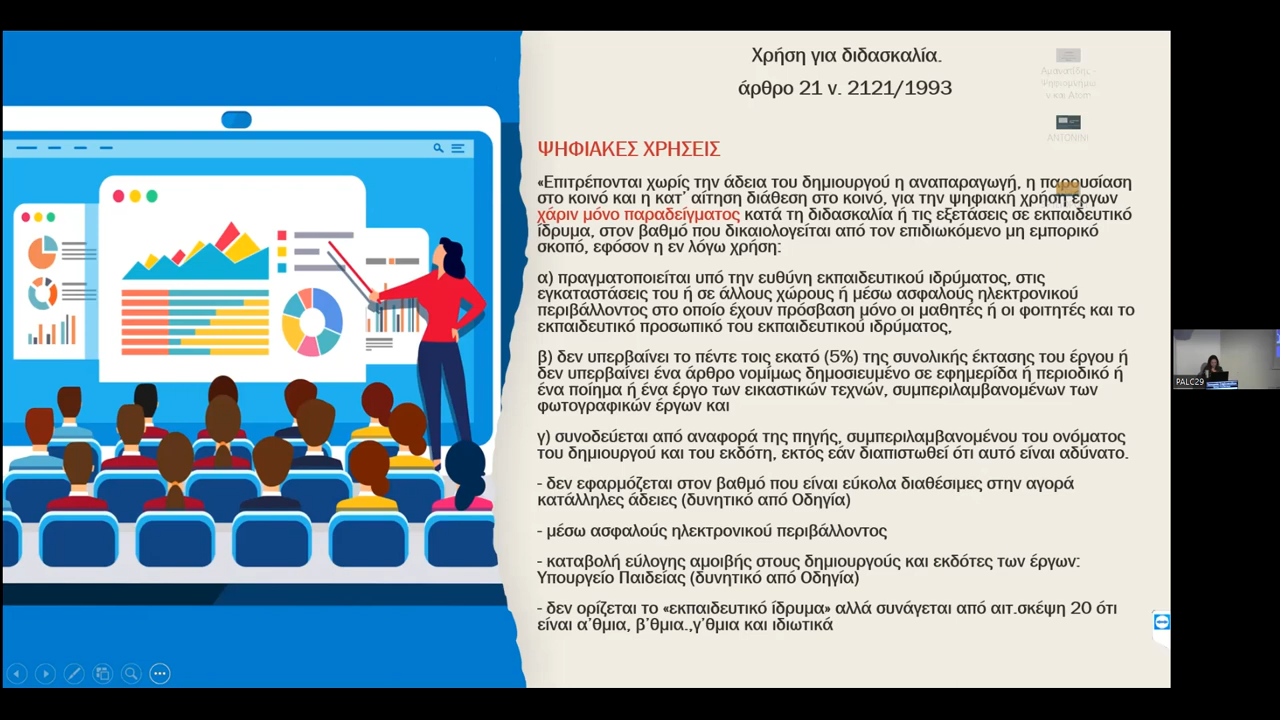 Χρήση για διδασκαλία.
άρθρο 21 ν. 2121/1993
ΨΗΦΙΑΚΕΣ ΧΡΗΣΕΙΣ
«Επιτρέπονται χωρίς την άδεια του δημιουργού η αναπαραγωγή, η παρουσίαση
στο κοινό και η κατ’ αίτηση διάθεση στο κοινό, για την ψηφιακή χρήση έργων
χάριν μόνο παραδείγματος κατά τη διδασκαλία ή τις εξετάσεις σε εκπαιδευτικό
ίδρυμα, στον βαθμό που δικαιολογείται από τον επιδιωκόμενο μη εμπορικό
σκοπό, εφόσον η εν λόγω χρήση:
α) πραγματοποιείται υπό την ευθύνη εκπαιδευτικού ιδρύματος, στις
εγκαταστάσεις του ή σε άλλους χώρους ή μέσω ασφαλούς ηλεκτρονικού
περιβάλλοντος στο οποίο έχουν πρόσβαση μόνο οι μαθητές ή οι φοιτητές και το
εκπαιδευτικό προσωπικό του εκπαιδευτικού ιδρύματος,
β) δεν υπερβαίνει το πέντε τοις εκατό (5%) της συνολικής έκτασης του έργου ή
δεν υπερβαίνει ένα άρθρο νομίμως δημοσιευμένο σε εφημερίδα ή περιοδικό ή
ένα ποίημα ή ένα έργο των εικαστικών τεχνών, συμπεριλαμβανομένων των
φωτογραφικών έργων και
γ) συνοδεύεται από αναφορά της πηγής, συμπεριλαμβανομένου του ονόματος
του δημιουργού και του εκδότη, εκτός εάν διαπιστωθεί ότι αυτό είναι αδύνατο.
- δεν εφαρμόζεται στον βαθμό που είναι εύκολα διαθέσιμες στην αγορά
κατάλληλες άδειες (δυνητικό από Οδηγία)
- μέσω ασφαλούς ηλεκτρονικού περιβάλλοντος
- καταβολή εύλογης αμοιβής στους δημιουργούς και εκδότες των έργων:
Υπουργείο Παιδείας (δυνητικό από Οδηγία)
- δεν ορίζεται το «εκπαιδευτικό ίδρυμα» αλλά συνάγεται από αιτ.σκέψη 20 ότι
είναι α’θμια, β’θμια.,γ’θμια και ιδιωτικά
ANTONINI
PALC29